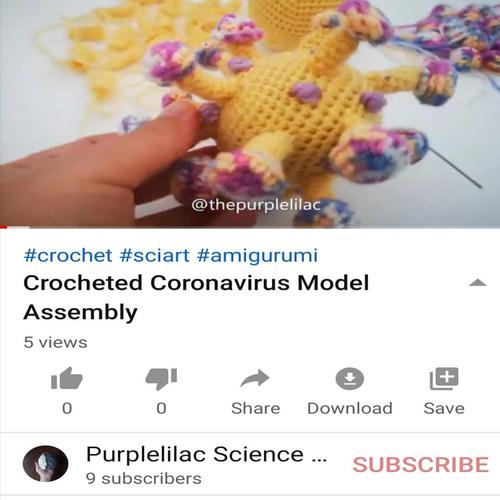 @thepurplelilac
#crochet #sciart #amigurumi
Crocheted Coronavirus Model
Assembly
5 views
0 0 Share Download Save
Purplelilac Science ... SUBSCRIBE
9 subscribers